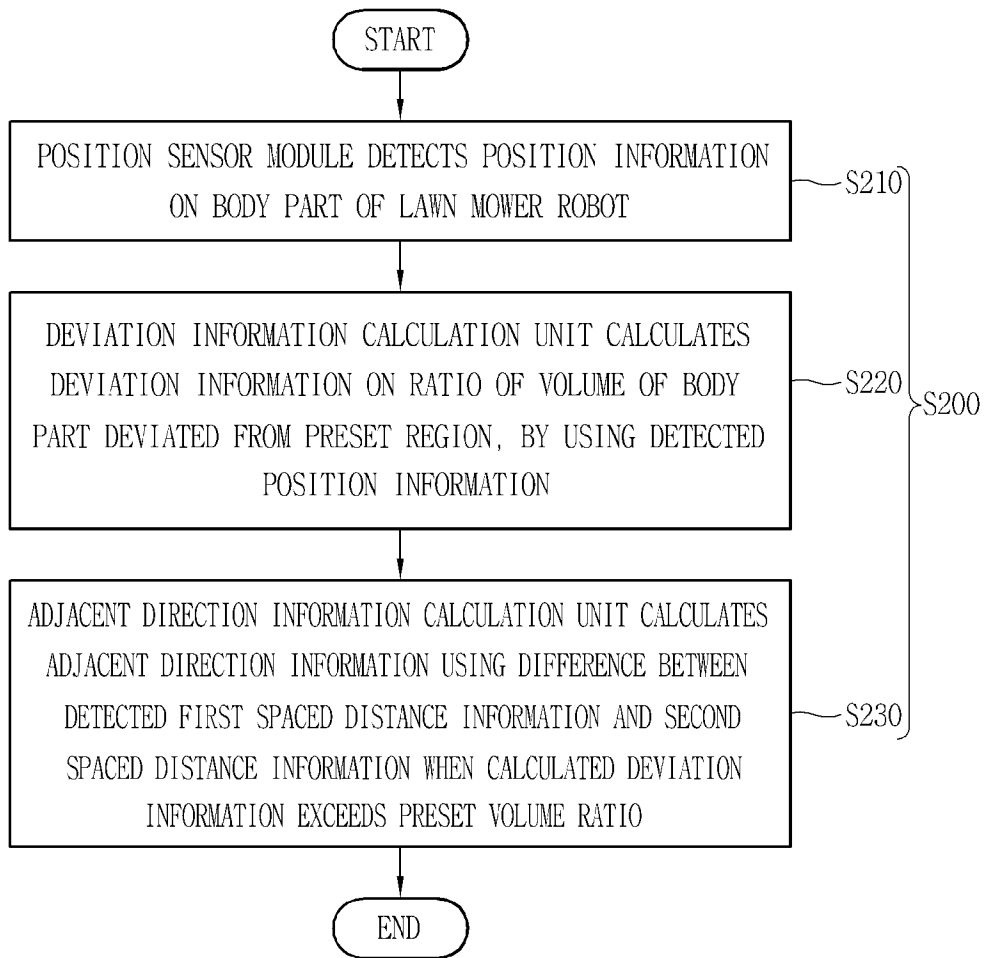 START
POSITION SENSOR MODULE DETECTS POSITION INFORMATION
ON BODY PART OF LAWN MOWER ROBOT
S210
DEVIATION INFORMATION CALCULATION UNIT CALCULATES
DEVIATION INFORMATION ON RATIO OF VOLUME OF BODY
PART DEVIATED FROM PRESET REGION, BY USING DETECTED
POSITION INFORMATION
S220
S200
ADJACENT DIRECTION INFORMATION CALCULATION UNIT CALCULATES
ADJACENT DIRECTION INFORMATION USING DIFFERENCE BETWEEN
DETECTED FIRST SPACED DISTANCE INFORMATION AND SECOND
SPACED DISTANCE INFORMATION WHEN CALCULATED DEVIATION
INFORMATION EXCEEDS PRESET VOLUME RATIO
S230
END